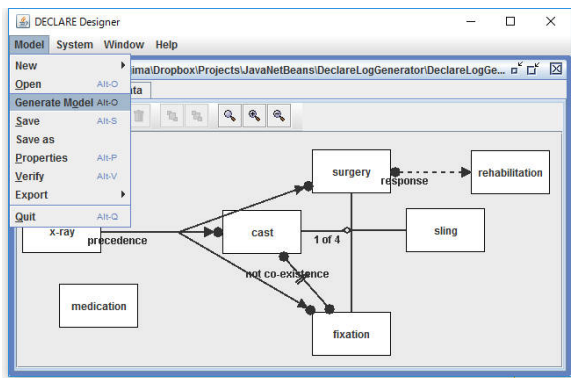 DECLARE Designer
Model System Window Help
New
Open Alt-O
Generate Model Alt-O
Save Alt-S
Save as
Properties Alt-P
Verify Alt-V
Export
Quit Alt-Q
ima\Dropbox\Projects\JavaNetBeans\DeclareLogGenerator\DeclareLogGe...
ata
surgery
response
rehabilitation
x-ray
precedence
cast
1 of 4
sling
not co-existence
medication
fixation